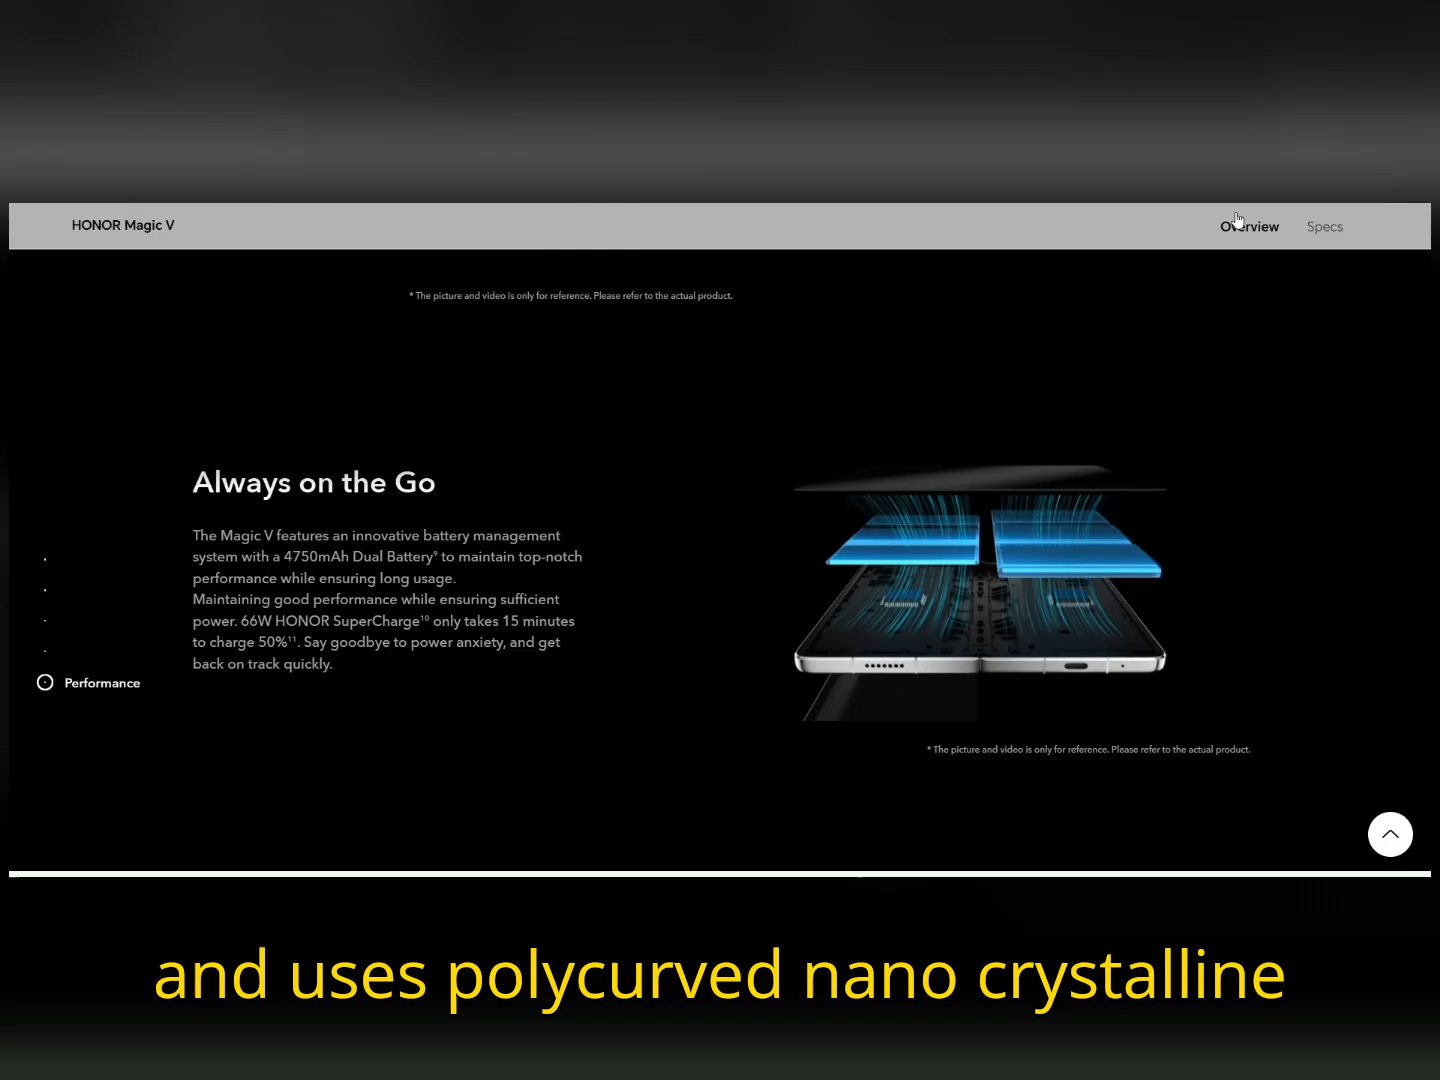 HONOR Magic V
Overview Specs
* The picture and video is only for reference. Please refer to the actual product.
Always on the Go
The Magic V features an innovative battery management
system with a 4750mAh Dual Battery⁹ to maintain top-notch
performance while ensuring long usage.
Maintaining good performance while ensuring sufficient
power. 66W HONOR SuperCharge¹⁰ only takes 15 minutes
to charge 50%¹¹. Say goodbye to power anxiety, and get
back on track quickly.
Performance
* The picture and video is only for reference. Please refer to the actual product.
and uses polycurved nano crystalline